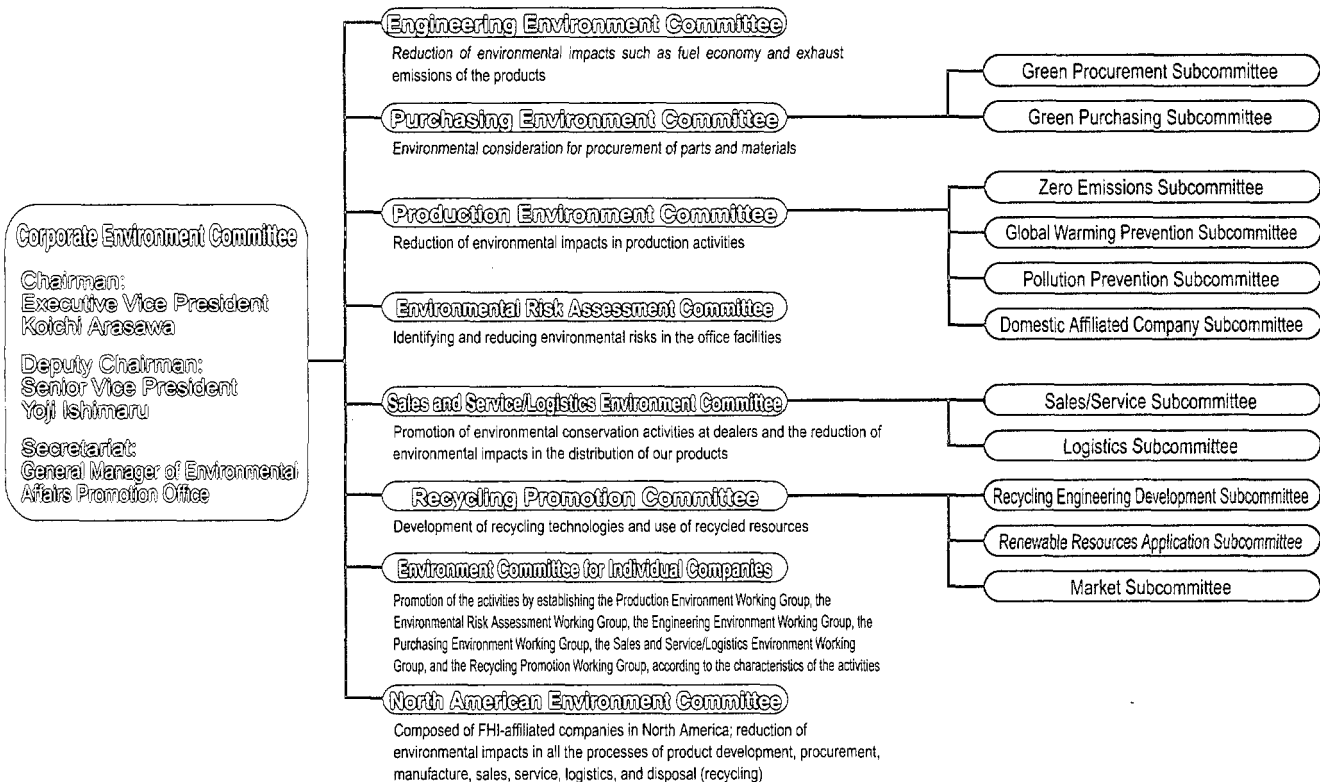 Corporate Environment Committee
Chairman:
Executive Vice President
Koichi Arasawa
Deputy Chairman:
Senior Vice President
Yoji Ishimaru
Secretariat:
General Manager of Environmental
Affairs Promotion Office
Engineering Environment Committee
Reduction of environmental impacts such as fuel economy and exhaust
emissions of the products
Purchasing Environment Committee
Environmental consideration for procurement of parts and materials
Green Procurement Subcommittee
Green Purchasing Subcommittee
Production Environment Committee
Reduction of environmental impacts in production activities
Zero Emissions Subcommittee
Global Warming Prevention Subcommittee
Pollution Prevention Subcommittee
Domestic Affiliated Company Subcommittee
Environmental Risk Assessment Committee
Identifying and reducing environmental risks in the office facilities
Sales and Service/Logistics Environment Committee
Promotion of environmental conservation activities at dealers and the reduction of
environmental impacts in the distribution of our products
Sales/Service Subcommittee
Logistics Subcommittee
Recycling Promotion Committee
Development of recycling technologies and use of recycled resources
Recycling Engineering Development Subcommittee
Renewable Resources Application Subcommittee
Market Subcommittee
Environment Committee for Individual Companies
Promotion of the activities by establishing the Production Environment Working Group, the
Environmental Risk Assessment Working Group, the Engineering Environment Working Group, the
Purchasing Environment Working Group, the Sales and Service/Logistics Environment Working
Group, and the Recycling Promotion Working Group, according to the characteristics of the activities
North American Environment Committee
Composed of FHI-affiliated companies in North America; reduction of
environmental impacts in all the processes of product development, procurement,
manufacture, sales, service, logistics, and disposal (recycling)